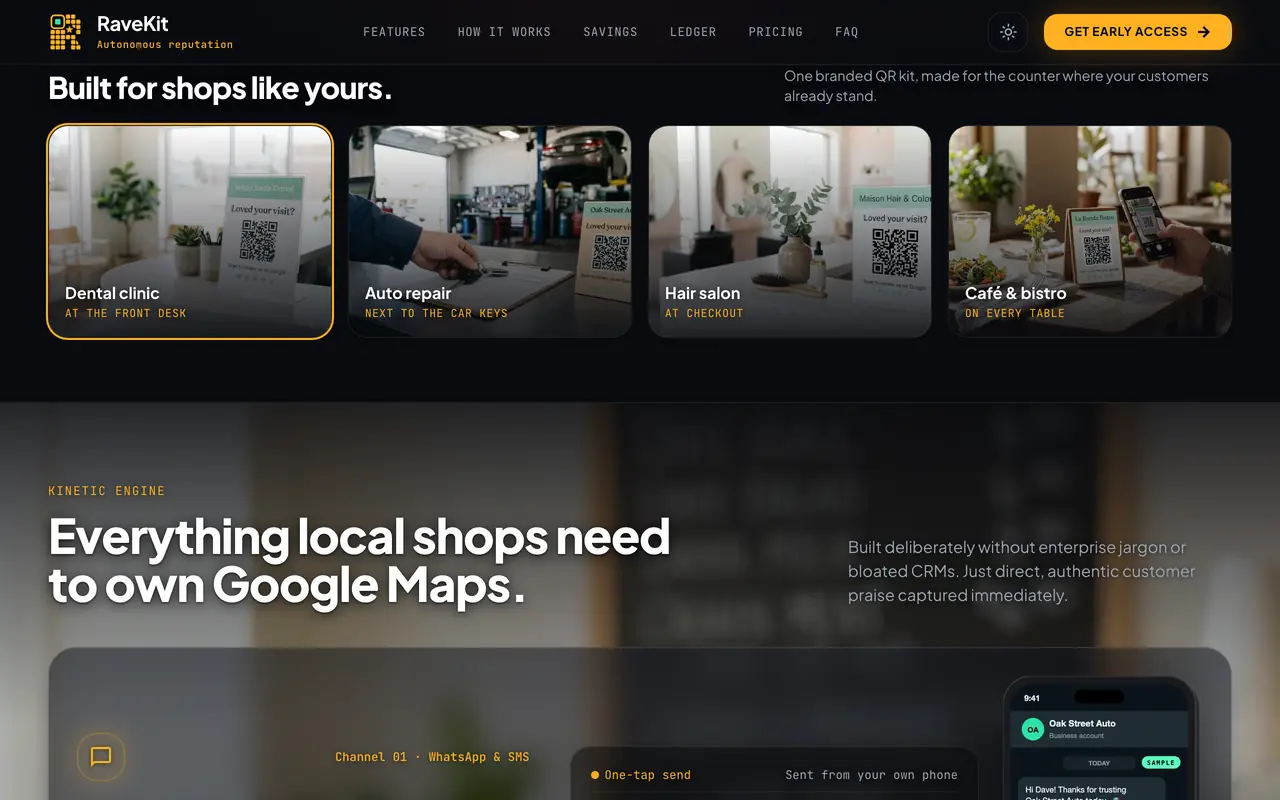 RaveKit
Autonomous reputation
FEATURES
HOW IT WORKS
SAVINGS
LEDGER
PRICING
FAQ
GET EARLY ACCESS
Built for shops like yours.
One branded QR kit, made for the counter where your customers
already stand.
Loved your visit?
Dental clinic
AT THE FRONT DESK
Oak Street
Loved your
Auto repair
NEXT TO THE CAR KEYS
Maison Hair &
Loved your visit?
Hair salon
AT CHECKOUT
Café & bistro
ON EVERY TABLE
KINETIC ENGINE
Everything local shops need
to own Google Maps.
Built deliberately without enterprise jargon or
bloated CRMs. Just direct, authentic customer
praise captured immediately.
Channel 01 · WhatsApp & SMS
One-tap send
Sent from your own phone
9:41
OA
Oak Street Auto
Business account
TODAY
SAMPLE
Hi Dave! Thanks for trusting
Oak Street Auto today.